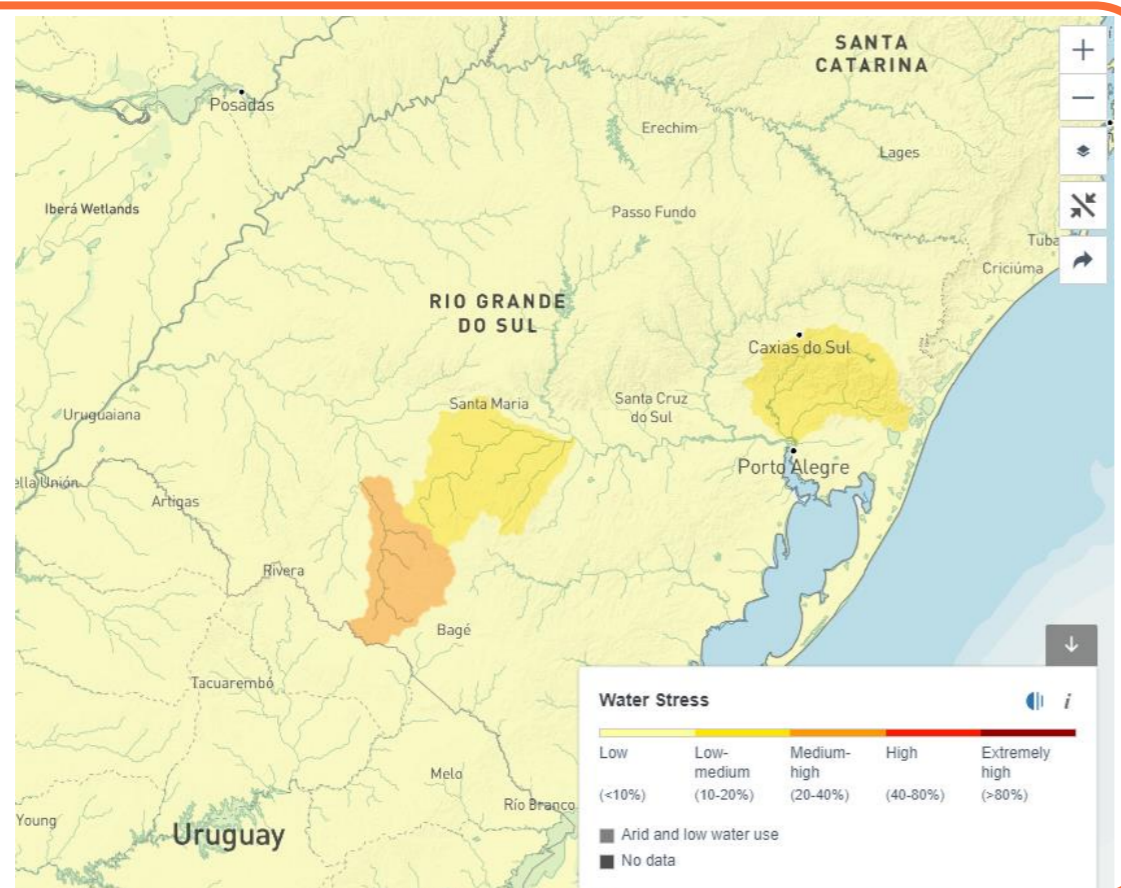 SANTA
CATARINA
Posadas
Erechim
Lages
Iberá Wetlands
Passo Fundo
Tuba
Criciúma
RIO GRANDE
DO SUL
Caxias do Sul
Santa Maria
Santa Cruz
do Sul
Uruguaiana
Porto Alegre
ella Unión
Artigas
Rivera
Bagé
Tacuarembó
Melo
Río Branco
Young
Uruguay
Water Stress
i
Low
Low-
medium
Medium-
high
High
Extremely
high
(<10%)
(10-20%)
(20-40%)
(40-80%)
(>80%)
Arid and low water use
No data